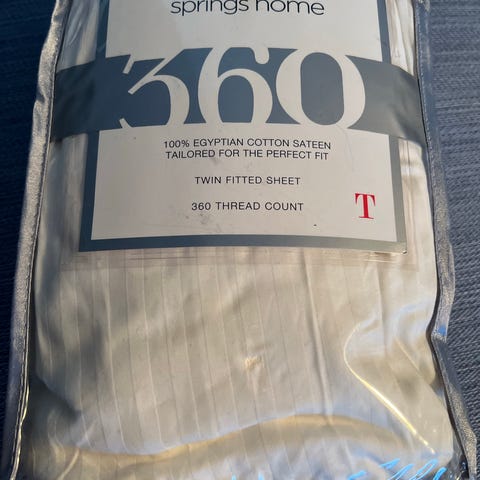 springs home
360
100% EGYPTIAN COTTON SATEEN
TAILORED FOR THE PERFECT FIT
TWIN FITTED SHEET
360 THREAD COUNT
T